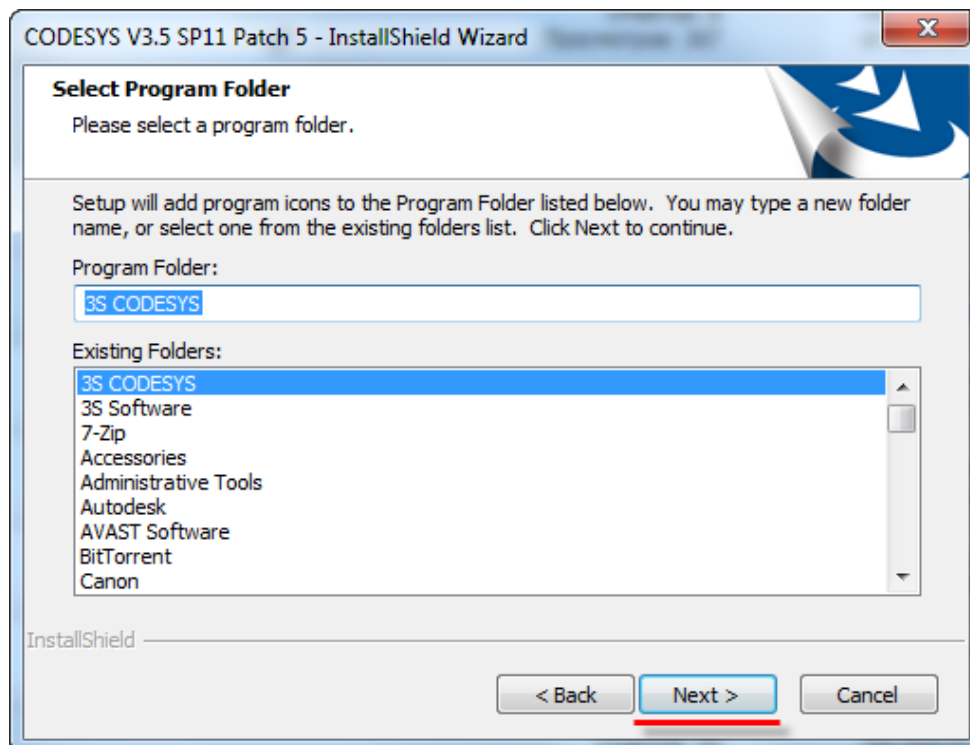 CODESYS V3.5 SP11 Patch 5 - InstallShield Wizard
Select Program Folder
Please select a program folder.
Setup will add program icons to the Program Folder listed below. You may type a new folder
name, or select one from the existing folders list. Click Next to continue.
Program Folder:
3S CODESYS
Existing Folders:
3S CODESYS
3S Software
7-Zip
Accessories
Administrative Tools
Autodesk
AVAST Software
BitTorrent
Canon
InstallShield
< Back Next > Cancel